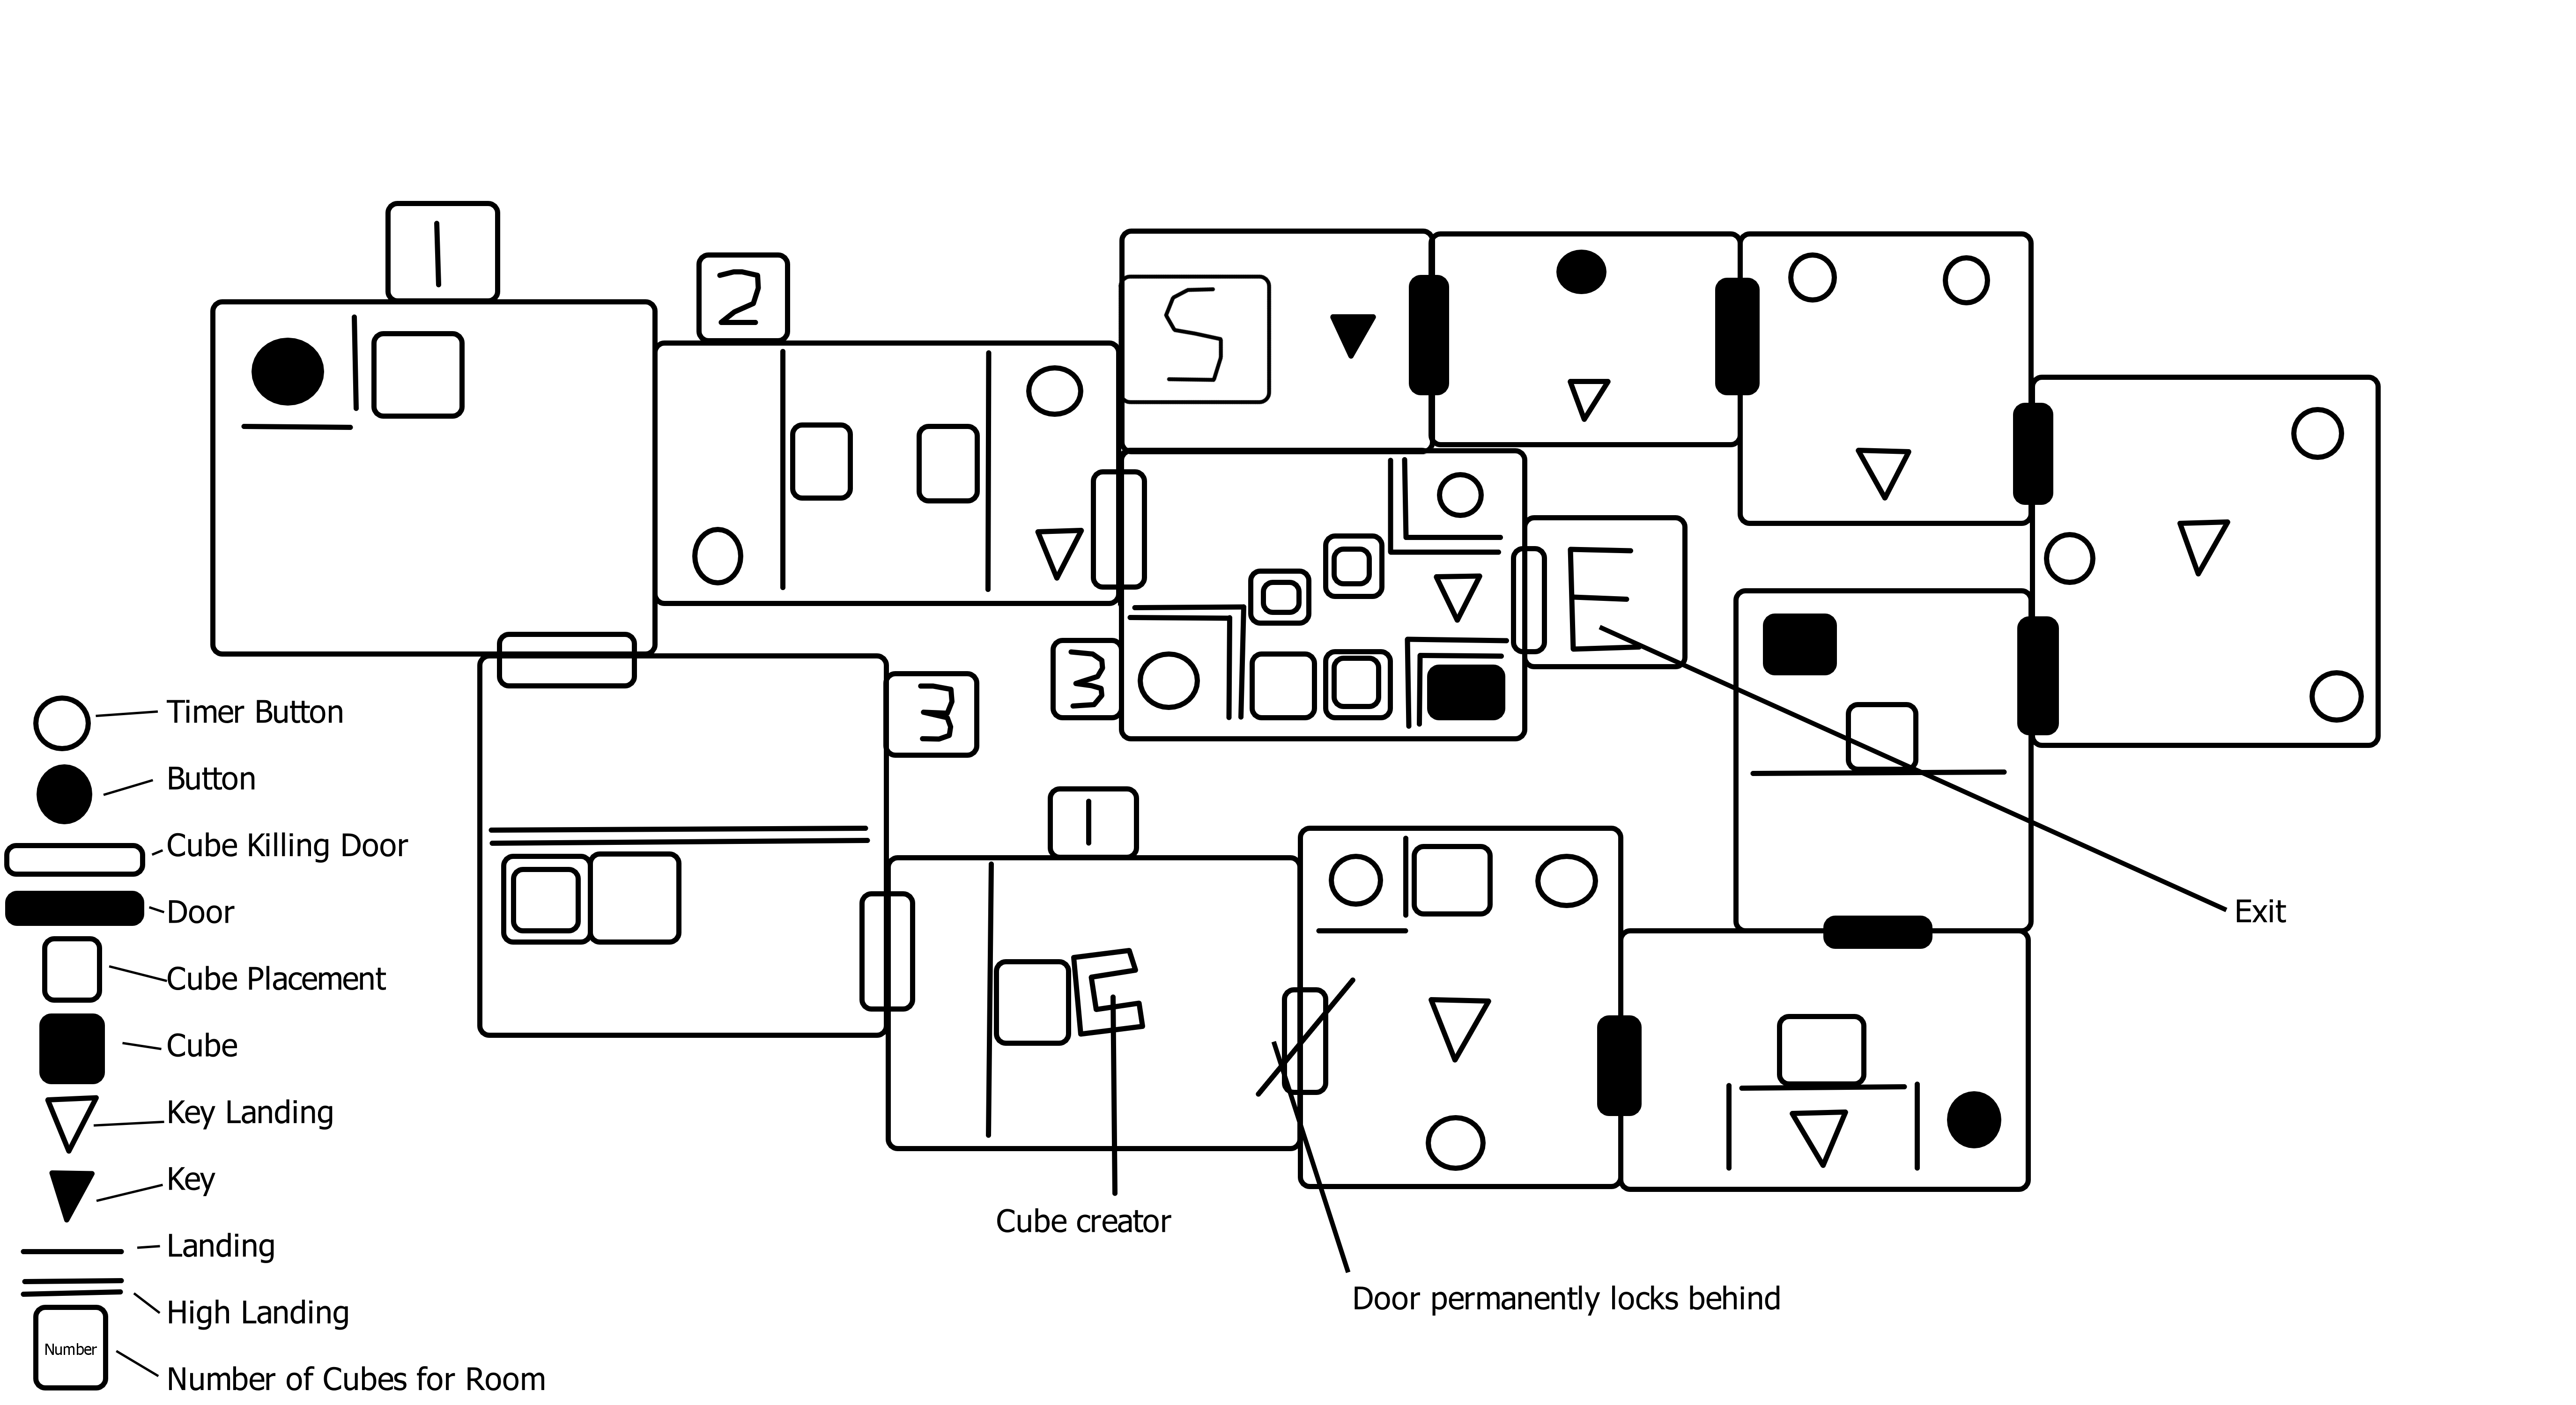 1
2
S
3
3
E
1
Timer Button
Button
Cube Killing Door
Door
Cube Placement
Cube
Key Landing
Key
Landing
High Landing
Number
Number of Cubes for Room
Exit
Cube creator
Door permanently locks behind